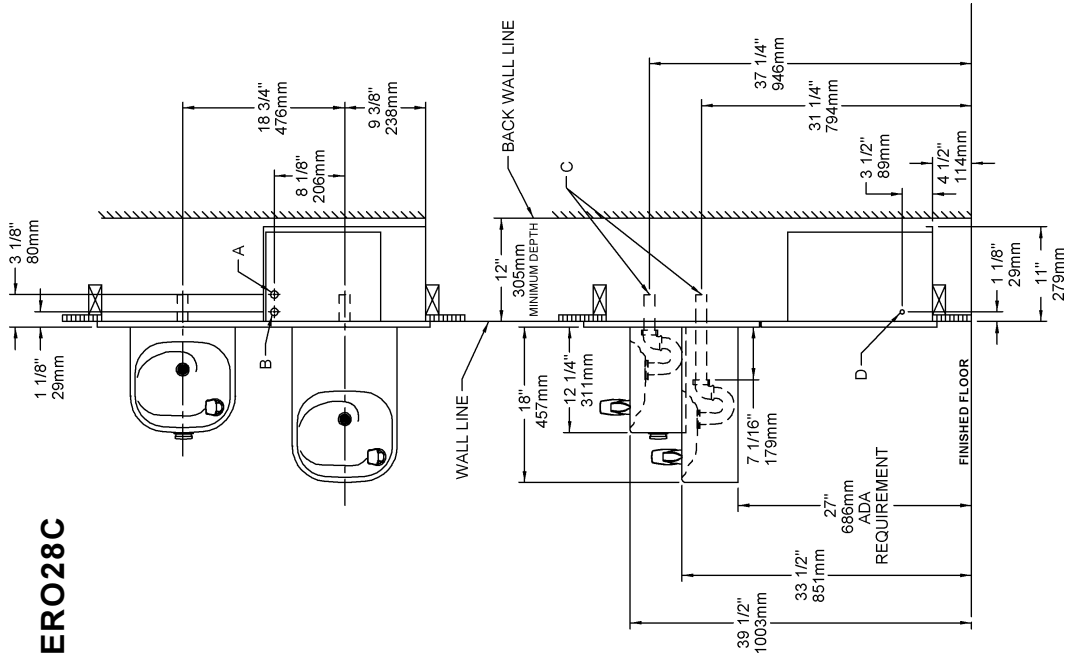 ERO28C
3 1/8"
80mm
1 1/8"
29mm
A
B
18 3/4"
476mm
9 3/8"
238mm
8 1/8"
206mm
WALL LINE
BACK WALL LINE
12"
305mm
MINIMUM DEPTH
C
37 1/4"
946mm
31 1/4"
794mm
3 1/2"
89mm
4 1/2"
114mm
1 1/8"
29mm
11"
279mm
D
18"
457mm
12 1/4"
311mm
7 1/16"
179mm
27"
686mm
ADA
REQUIREMENT
FINISHED FLOOR
33 1/2"
851mm
39 1/2"
1003mm